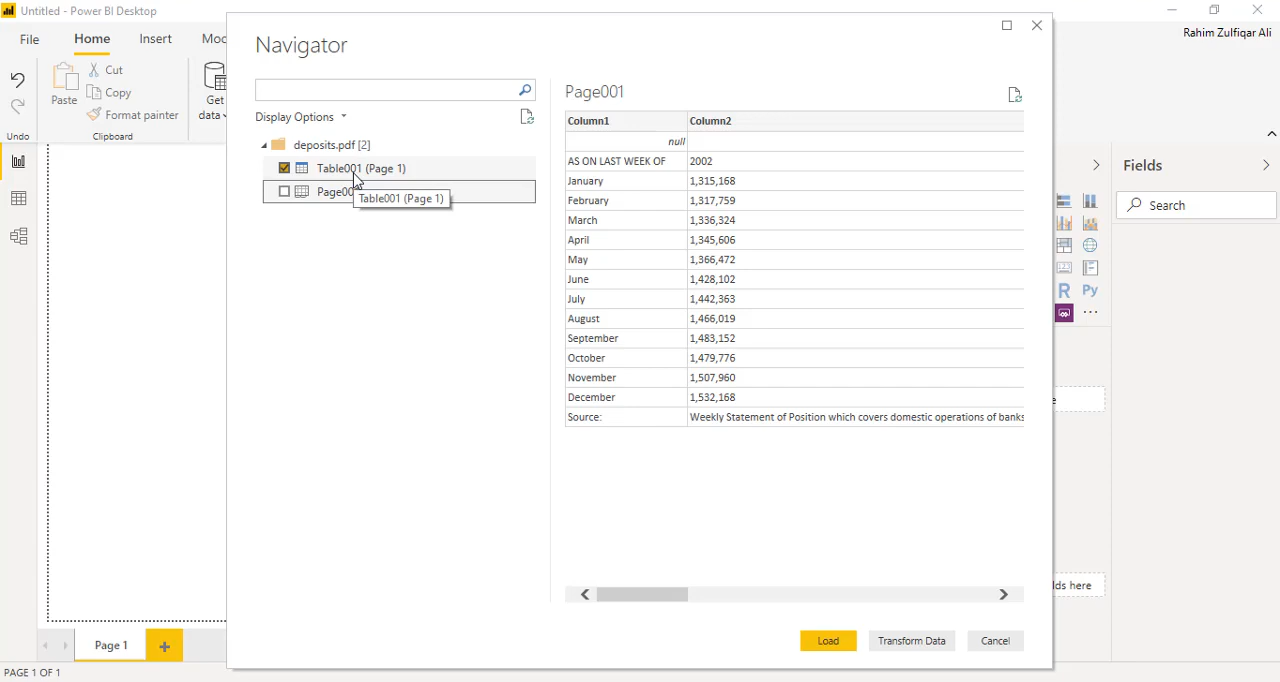 Untitled - Power BI Desktop
Rahim Zulfiqar Ali
File
Home
Insert
Mod
Paste
Cut
Copy
Format painter
Get
data
Undo
Clipboard
Navigator
Display Options
deposits.pdf [2]
Table001 (Page 1)
Page00
Table001 (Page 1)
Page001
Column1 Column2
null
AS ON LAST WEEK OF 2002
January 1,315,168
February 1,317,759
March 1,336,324
April 1,345,606
May 1,366,472
June 1,428,102
July 1,442,363
August 1,466,019
September 1,483,152
October 1,479,776
November 1,507,960
December 1,532,168
Source: Weekly Statement of Position which covers domestic operations of banks
Load
Transform Data
Cancel
Fields
Search
R Py
lds here
Page 1
PAGE 1 OF 1